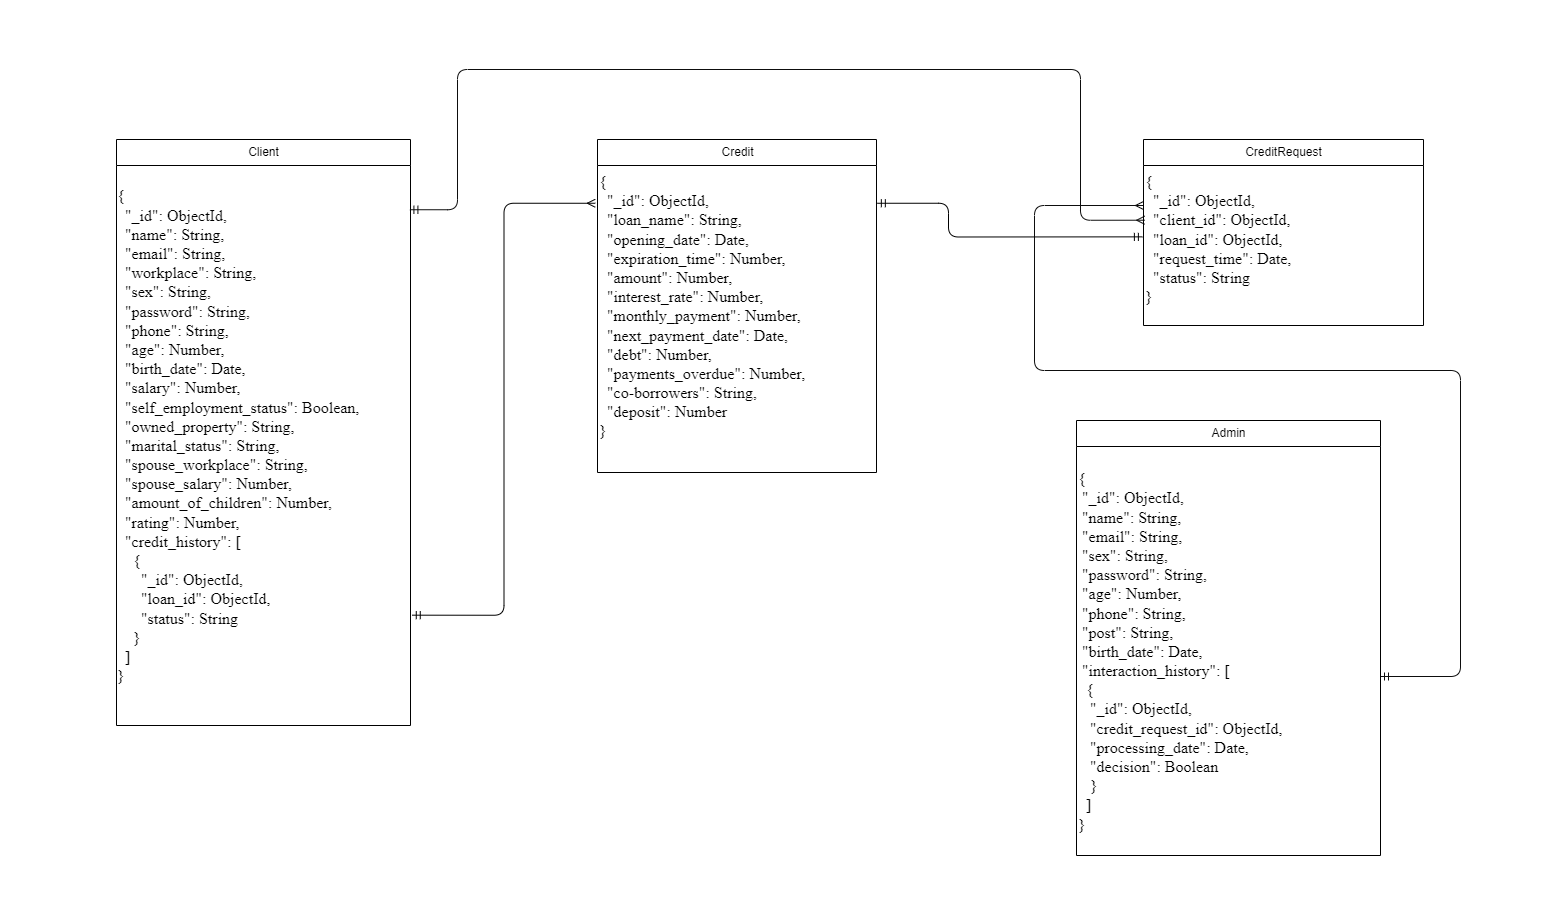 Client
{
"_id": ObjectId,
"name": String,
"email": String,
"workplace": String,
"sex": String,
"password": String,
"phone": String,
"age": Number,
"birth_date": Date,
"salary": Number,
"self_employment_status": Boolean,
"owned_property": String,
"marital_status": String,
"spouse_workplace": String,
"spouse_salary": Number,
"amount_of_children": Number,
"rating": Number,
"credit_history": [
{
"_id": ObjectId,
"loan_id": ObjectId,
"status": String
}
]
}
Credit
{
"_id": ObjectId,
"loan_name": String,
"opening_date": Date,
"expiration_time": Number,
"amount": Number,
"interest_rate": Number,
"monthly_payment": Number,
"next_payment_date": Date,
"debt": Number,
"payments_overdue": Number,
"co-borrowers": String,
"deposit": Number
}
CreditRequest
{
"_id": ObjectId,
"client_id": ObjectId,
"loan_id": ObjectId,
"request_time": Date,
"status": String
}
Admin
{
"_id": ObjectId,
"name": String,
"email": String,
"sex": String,
"password": String,
"age": Number,
"phone": String,
"post": String,
"birth_date": Date,
"interaction_history": [
{
"_id": ObjectId,
"credit_request_id": ObjectId,
"processing_date": Date,
"decision": Boolean
}
]
}